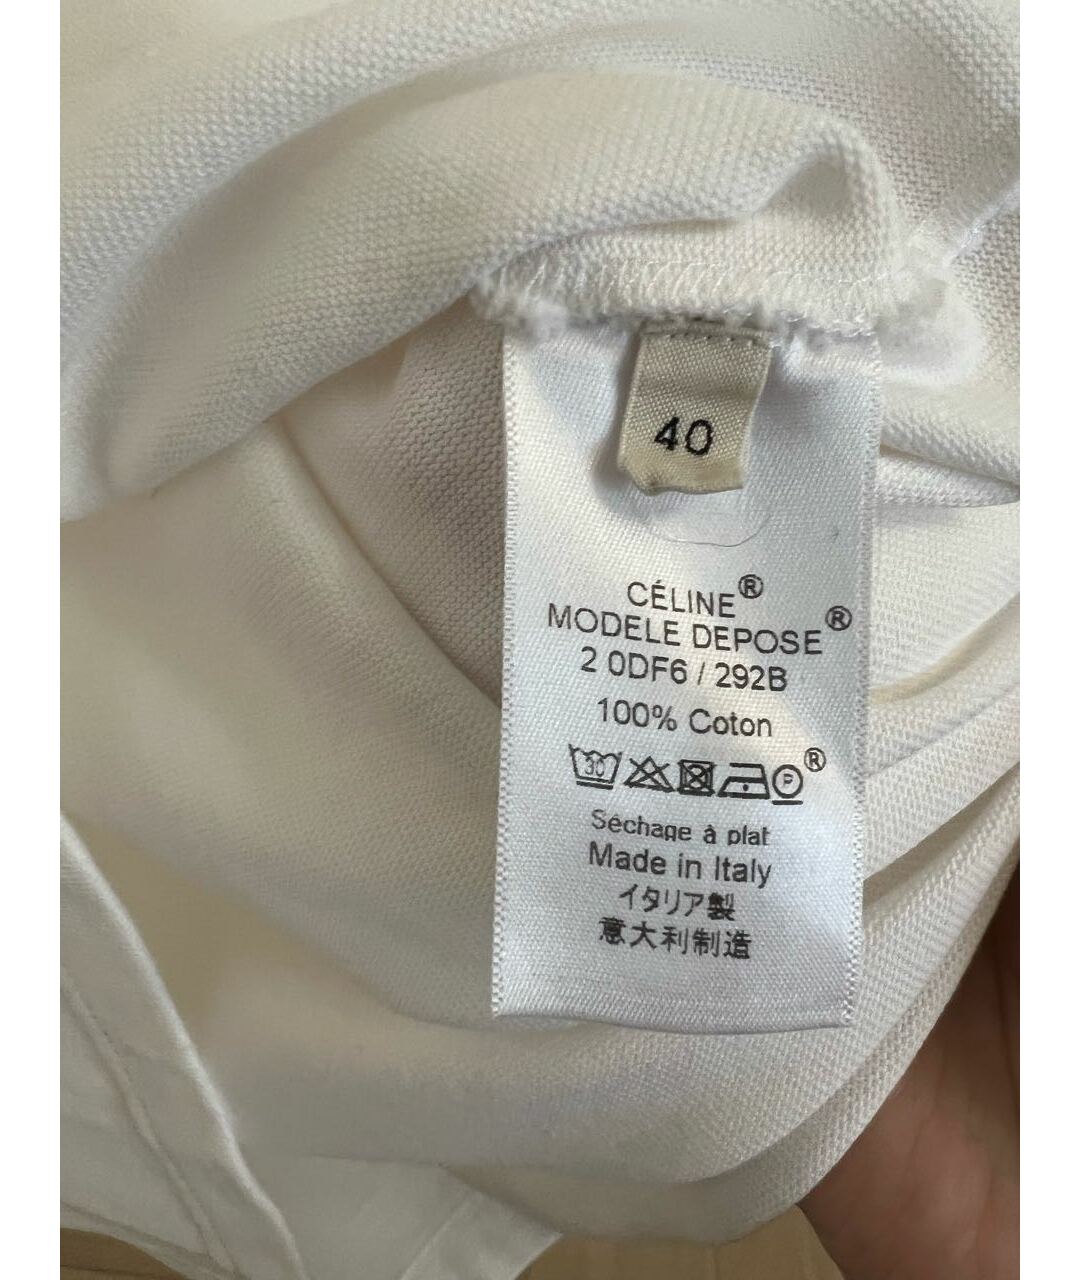 40
CÉLINE®
MODELE DEPOSE®
2 0DF6 / 292B
100% Coton
30 P ®
Séchage à plat
Made in Italy
イタリア製
意大利制造